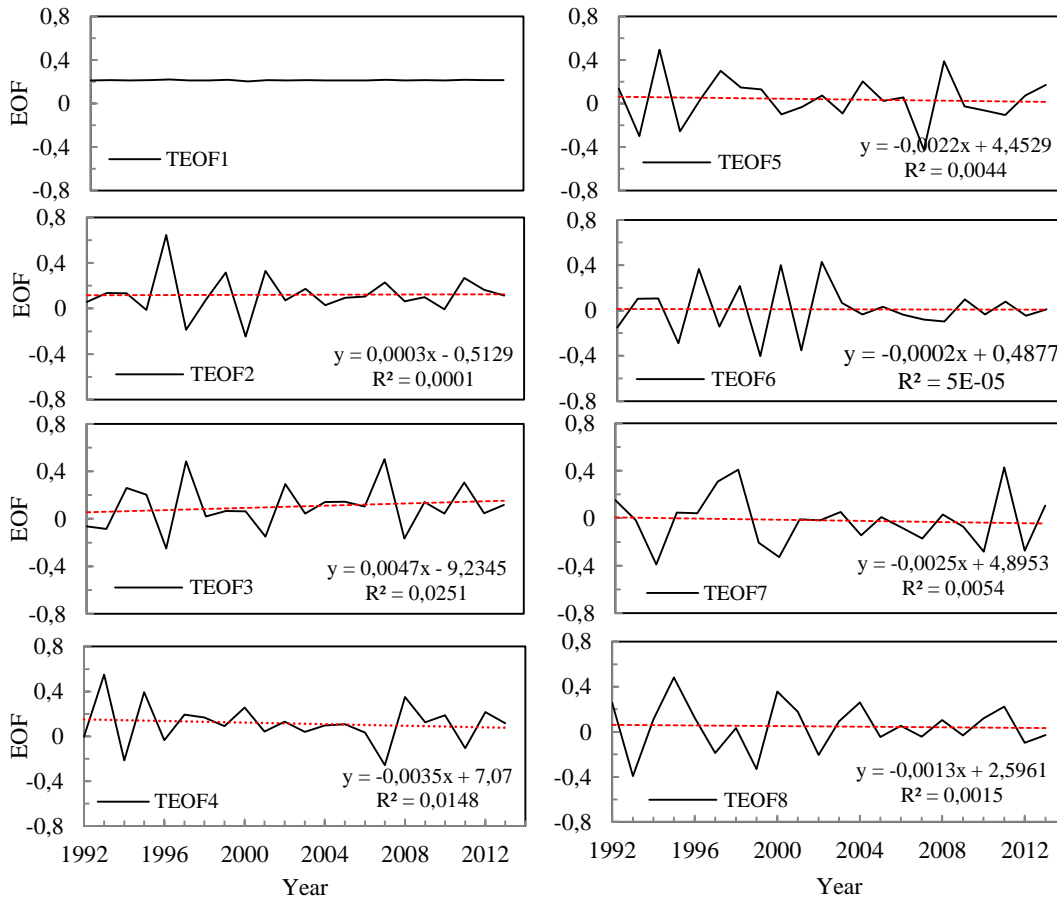 0,8
0,4
0
-0,4
-0,8
EOF
TEOF1
0,8
0,4
0
-0,4
-0,8
EOF
TEOF2
y = 0,0003x - 0,5129
R² = 0,0001
0,8
0,4
0
-0,4
-0,8
EOF
TEOF3
y = 0,0047x - 9,2345
R² = 0,0251
0,8
0,4
0
-0,4
-0,8
EOF
TEOF4
y = -0,0035x + 7,07
R² = 0,0148
1992 1996 2000 2004 2008 2012
Year
0,8
0,4
0
-0,4
-0,8
TEOF5
y = -0,0022x + 4,4529
R² = 0,0044
0,8
0,4
0
-0,4
-0,8
TEOF6
y = -0,0002x + 0,4877
R² = 5E-05
0,8
0,4
0
-0,4
-0,8
TEOF7
y = -0,0025x + 4,8953
R² = 0,0054
0,8
0,4
0
-0,4
-0,8
TEOF8
y = -0,0013x + 2,5961
R² = 0,0015
1992 1996 2000 2004 2008 2012
Year